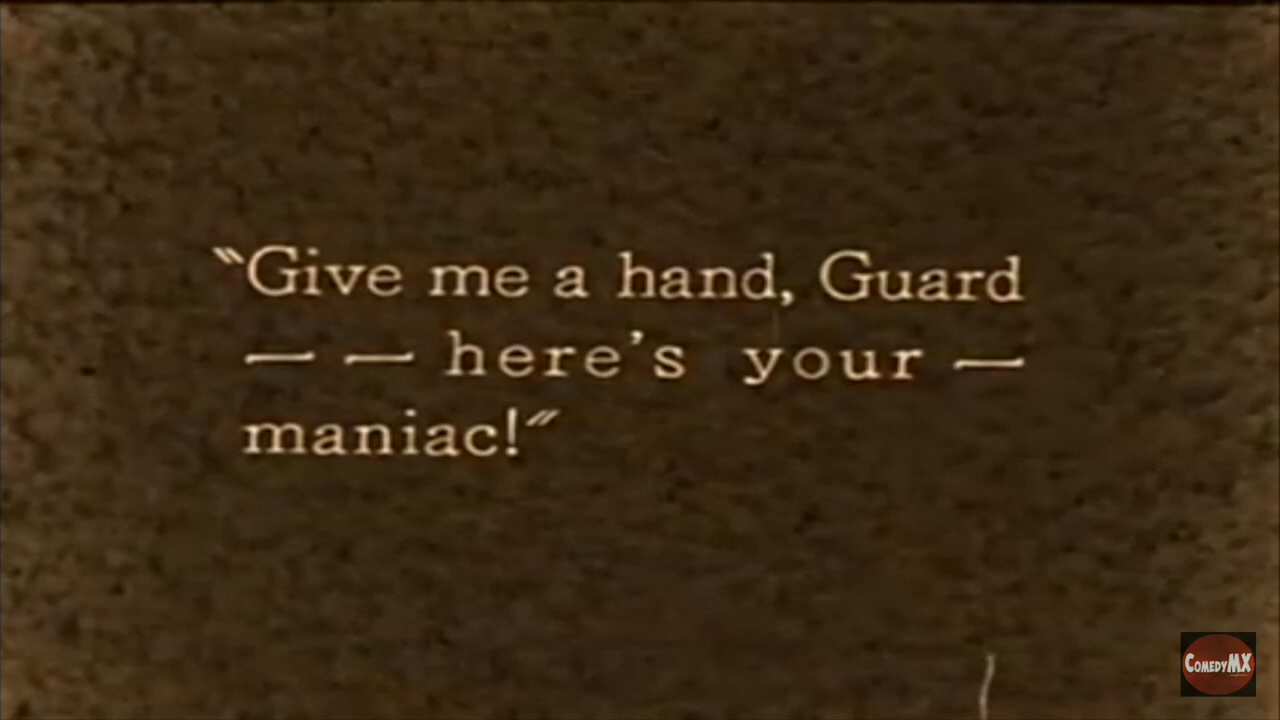 "Give me a hand, Guard
— — here's your —
maniac!"
COMEDYMX